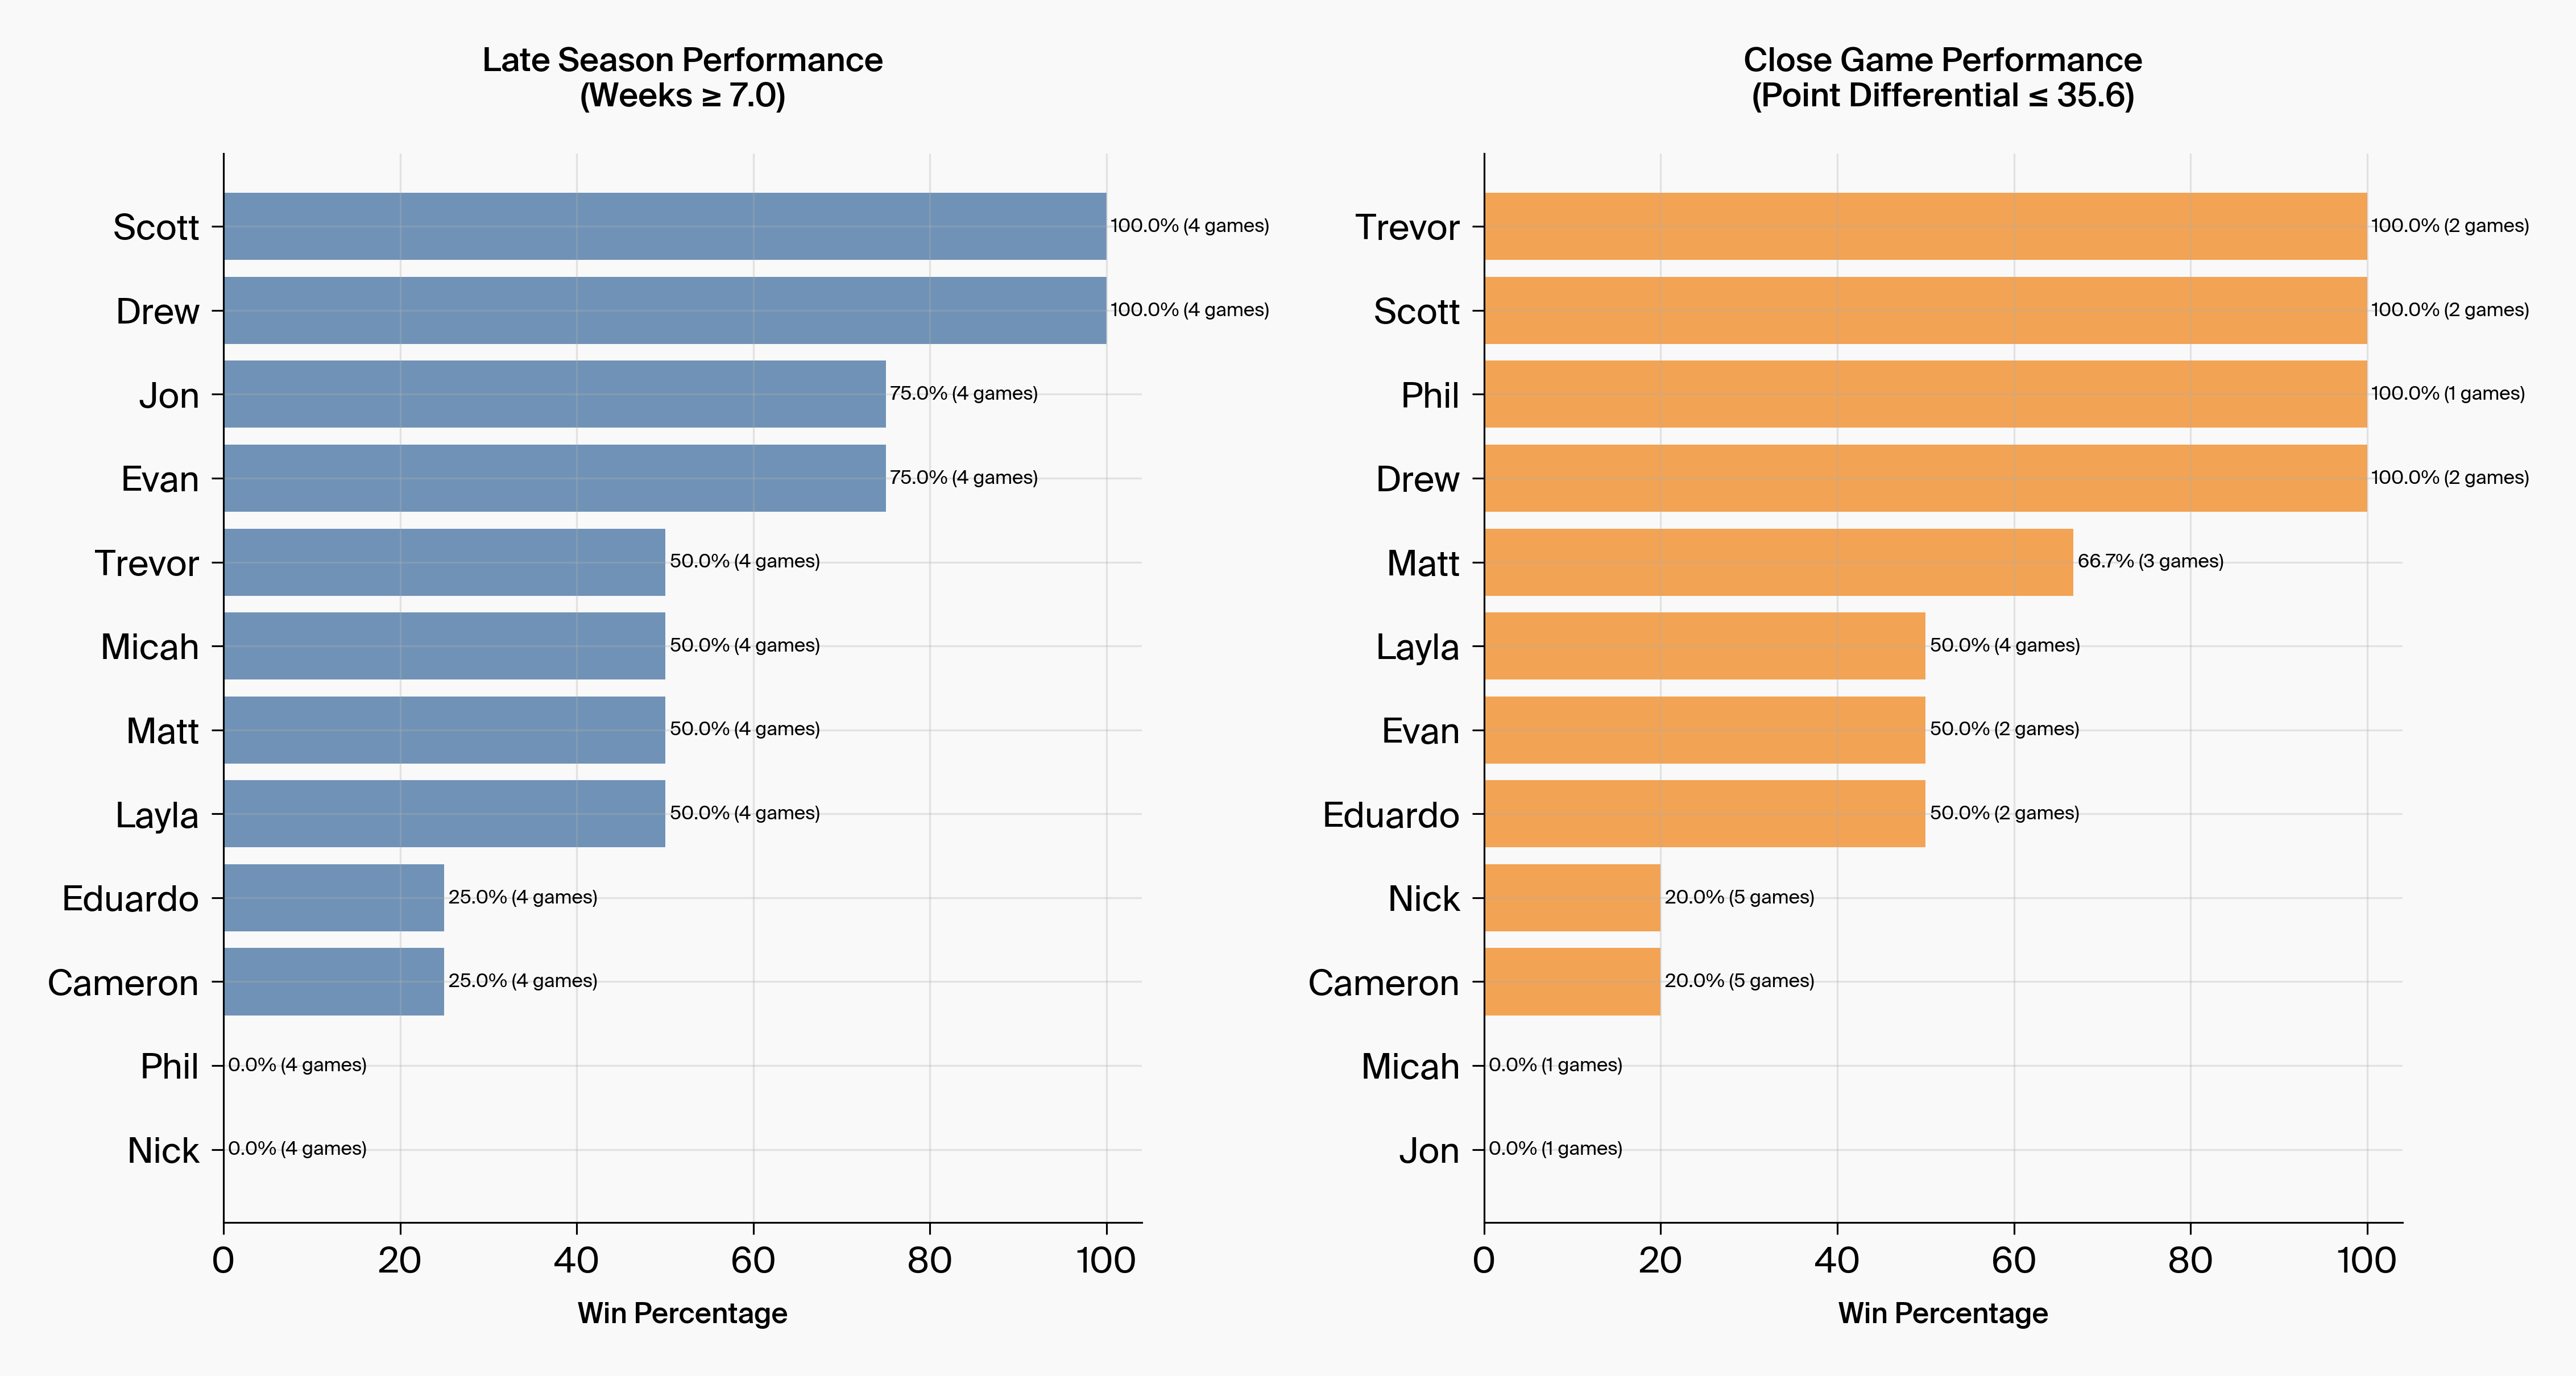 Late Season Performance
(Weeks ≥ 7.0)
Scott
100.0% (4 games)
Drew
100.0% (4 games)
Jon
75.0% (4 games)
Evan
75.0% (4 games)
Trevor
50.0% (4 games)
Micah
50.0% (4 games)
Matt
50.0% (4 games)
Layla
50.0% (4 games)
Eduardo
25.0% (4 games)
Cameron
25.0% (4 games)
Phil
0.0% (4 games)
Nick
0.0% (4 games)
0 20 40 60 80 100
Win Percentage
Close Game Performance
(Point Differential ≤ 35.6)
Trevor
100.0% (2 games)
Scott
100.0% (2 games)
Phil
100.0% (1 games)
Drew
100.0% (2 games)
Matt
66.7% (3 games)
Layla
50.0% (4 games)
Evan
50.0% (2 games)
Eduardo
50.0% (2 games)
Nick
20.0% (5 games)
Cameron
20.0% (5 games)
Micah
0.0% (1 games)
Jon
0.0% (1 games)
0 20 40 60 80 100
Win Percentage